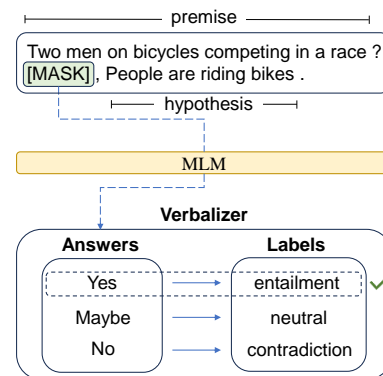 premise
Two men on bicycles competing in a race ?
[MASK], People are riding bikes .
hypothesis
MLM
Verbalizer
Answers Labels
Yes entailment
Maybe neutral
No contradiction